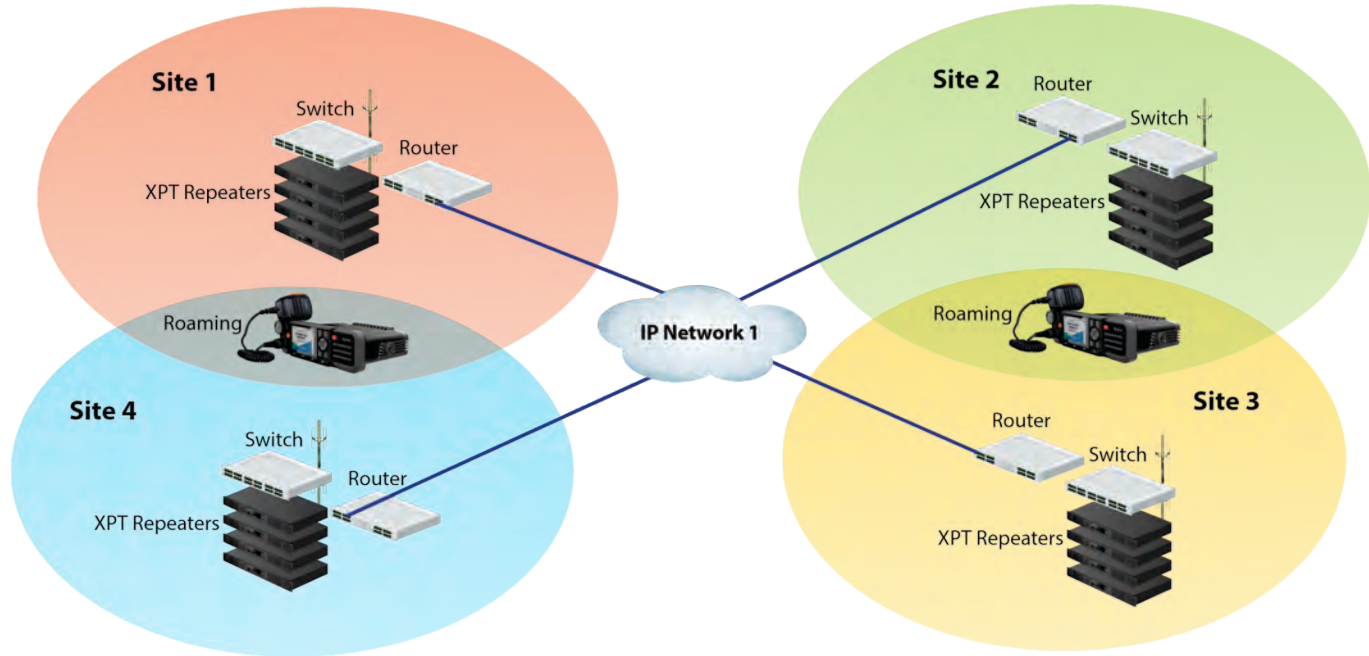 Site 1
Switch
Router
XPT Repeaters
Site 2
Router
Switch
XPT Repeaters
Roaming
IP Network 1
Roaming
Site 4
Switch
Router
XPT Repeaters
Site 3
Router
Switch
XPT Repeaters